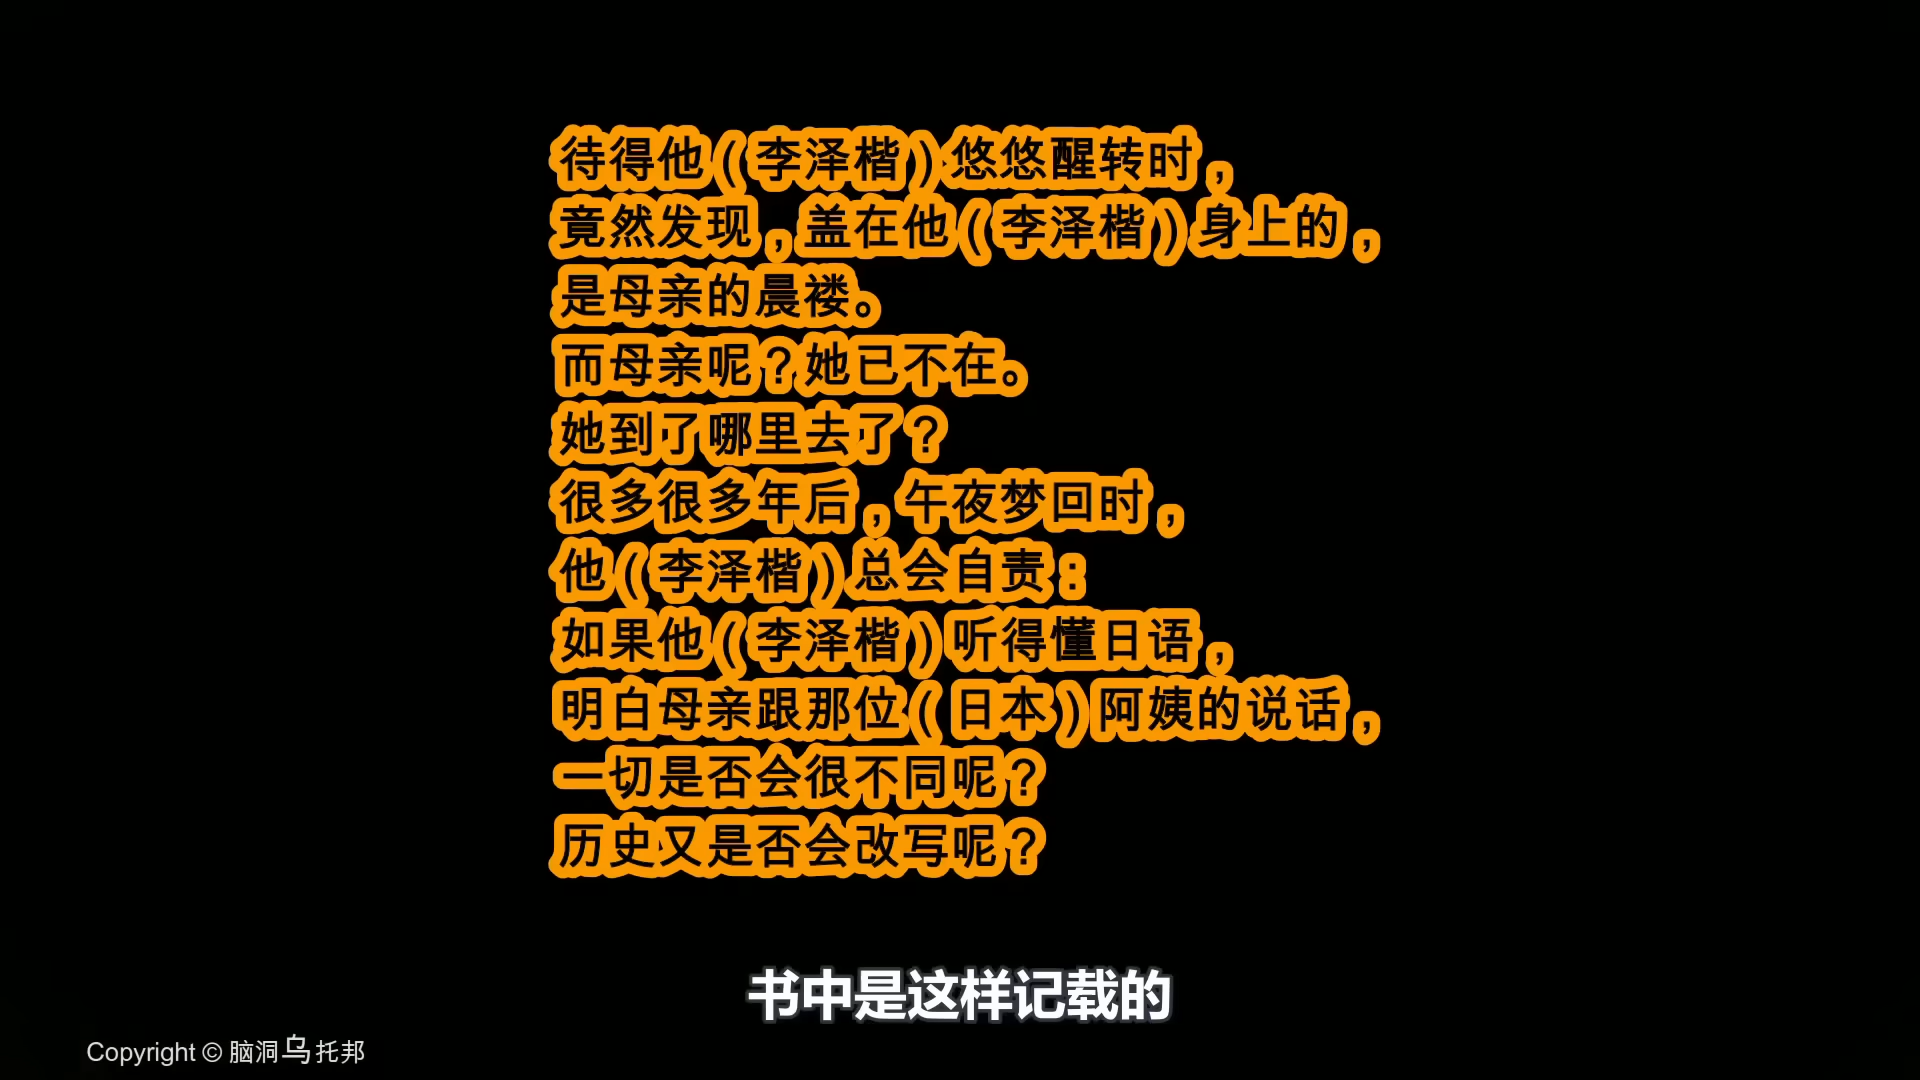 待得他(李泽楷)悠悠醒转时，
竟然发现，盖在他(李泽楷)身上的，
是母亲的晨褛。
而母亲呢？她已不在。
她到了哪里去了？
很多很多年后，午夜梦回时，
他(李泽楷)总会自责：
如果他(李泽楷)听得懂日语，
明白母亲跟那位(日本)阿姨的说话，
一切是否会很不同呢？
历史又是否会改写呢？
书中是这样记载的
Copyright © 脑洞乌托邦